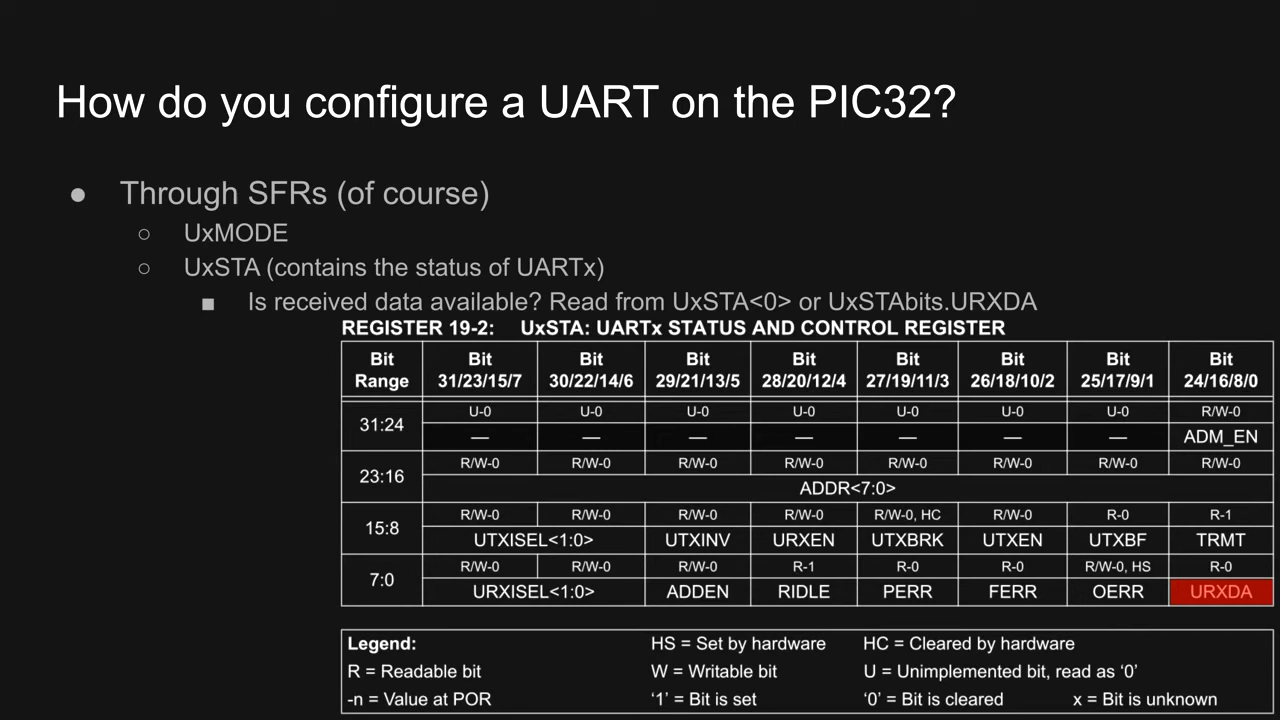 How do you configure a UART on the PIC32?
● Through SFRs (of course)
○ UxMODE
○ UxSTA (contains the status of UARTx)
■ Is received data available? Read from UxSTA<0> or UxSTAbits.URXDA
REGISTER 19-2: UxSTA: UARTx STATUS AND CONTROL REGISTER
Bit Range Bit 31/23/15/7 Bit 30/22/14/6 Bit 29/21/13/5 Bit 28/20/12/4 Bit 27/19/11/3 Bit 26/18/10/2 Bit 25/17/9/1 Bit 24/16/8/0
31:24 U-0 U-0 U-0 U-0 U-0 U-0 U-0 R/W-0
— — — — — — — ADM_EN
23:16 R/W-0 R/W-0 R/W-0 R/W-0 R/W-0 R/W-0 R/W-0 R/W-0
ADDR<7:0>
15:8 R/W-0 R/W-0 R/W-0 R/W-0 R/W-0, HC R/W-0 R-0 R-1
UTXISEL<1:0> UTXINV URXEN UTXBRK UTXEN UTXBF TRMT
7:0 R/W-0 R/W-0 R/W-0 R-1 R-0 R-0 R/W-0, HS R-0
URXISEL<1:0> ADDEN RIDLE PERR FERR OERR URXDA
Legend: HS = Set by hardware HC = Cleared by hardware
R = Readable bit W = Writable bit U = Unimplemented bit, read as ‘0’
-n = Value at POR ‘1’ = Bit is set ‘0’ = Bit is cleared x = Bit is unknown